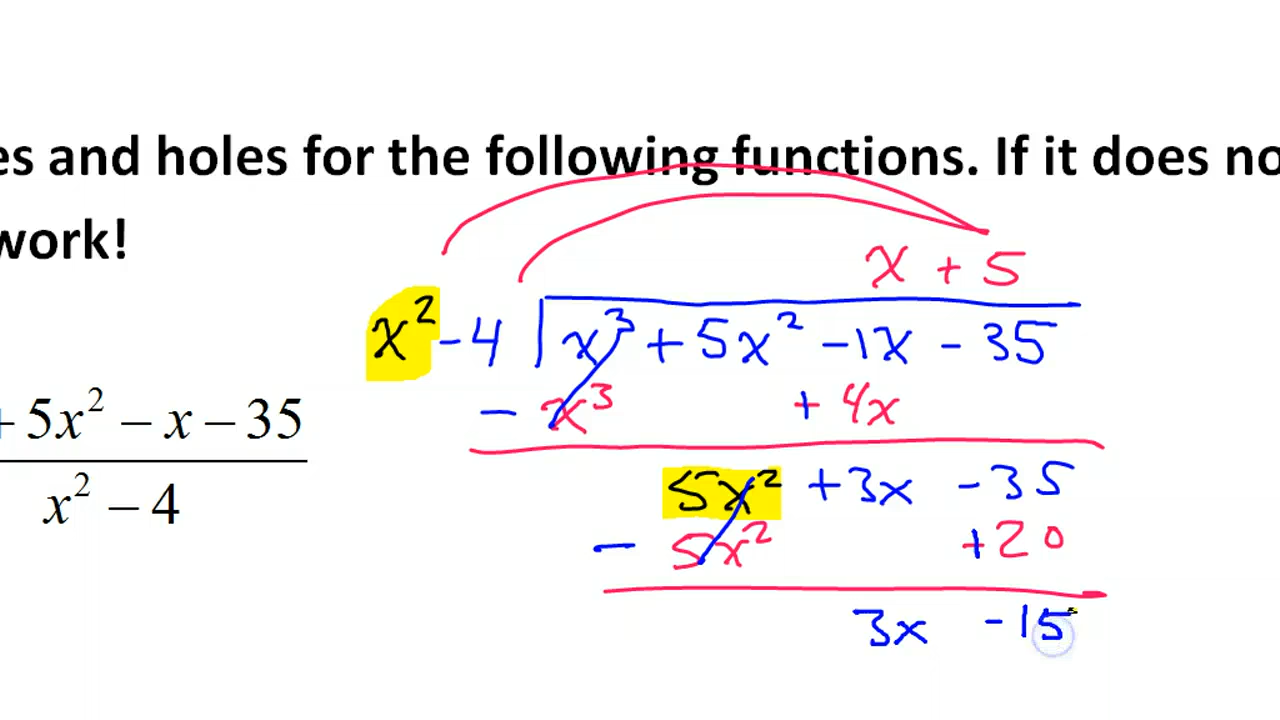 es and holes for the following functions. If it does no
work!
x + 5
x² - 4 x³ + 5x² - 1x - 35
- x³ + 4x
+ 5x² − x − 35
5x² + 3x - 35
x² − 4
- 5x² + 20
3x - 15